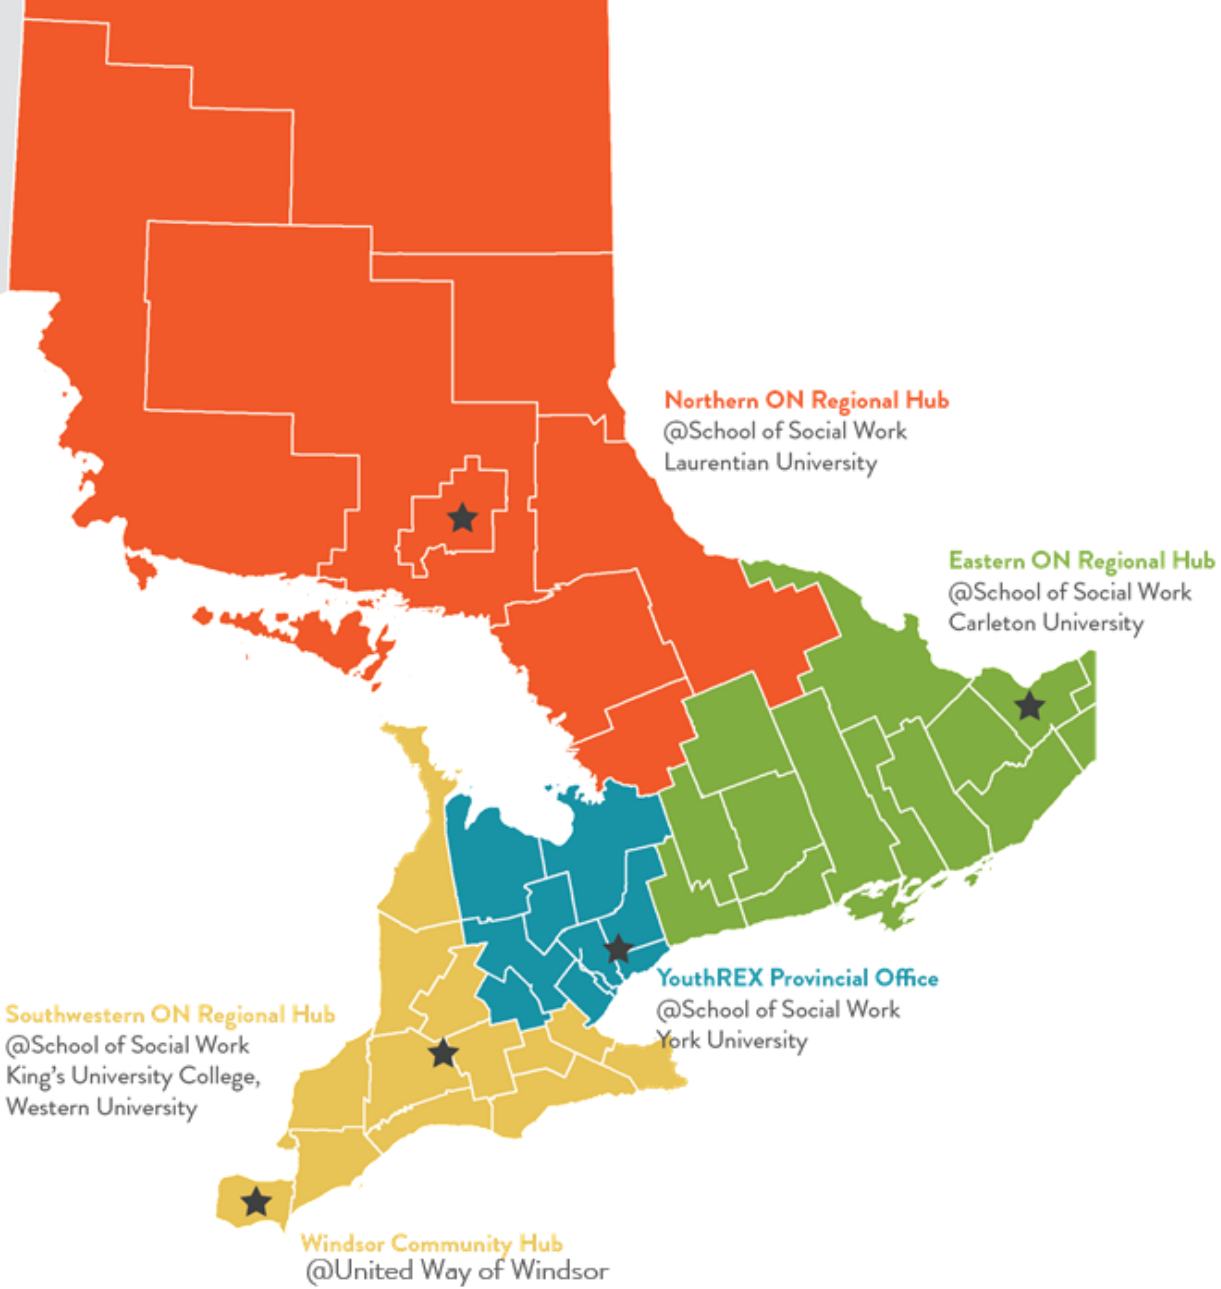 Northern ON Regional Hub
@School of Social Work
Laurentian University
Eastern ON Regional Hub
@School of Social Work
Carleton University
YouthREX Provincial Office
@School of Social Work
York University
Southwestern ON Regional Hub
@School of Social Work
King's University College,
Western University
Windsor Community Hub
@United Way of Windsor